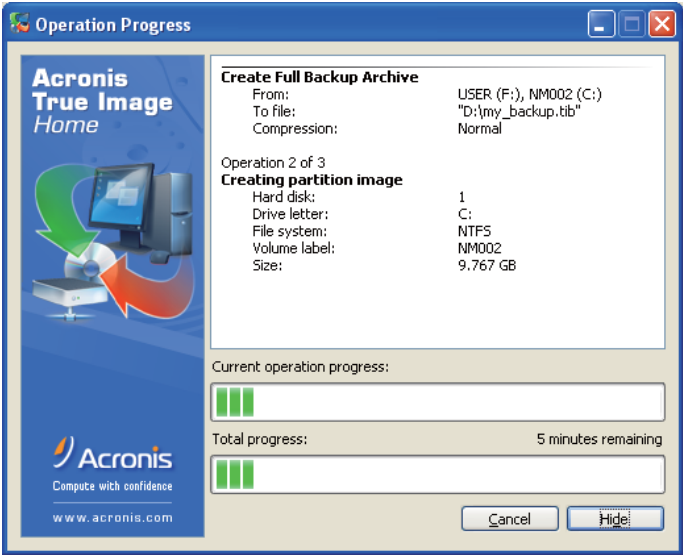 Operation Progress
Acronis
True Image
Home
Create Full Backup Archive
From: USER (F:), NM002 (C:)
To file: "D:\my_backup.tib"
Compression: Normal
Operation 2 of 3
Creating partition image
Hard disk: 1
Drive letter: C:
File system: NTFS
Volume label: NM002
Size: 9.767 GB
Current operation progress:
Total progress: 5 minutes remaining
Acronis
Compute with confidence
www.acronis.com
Cancel Hide